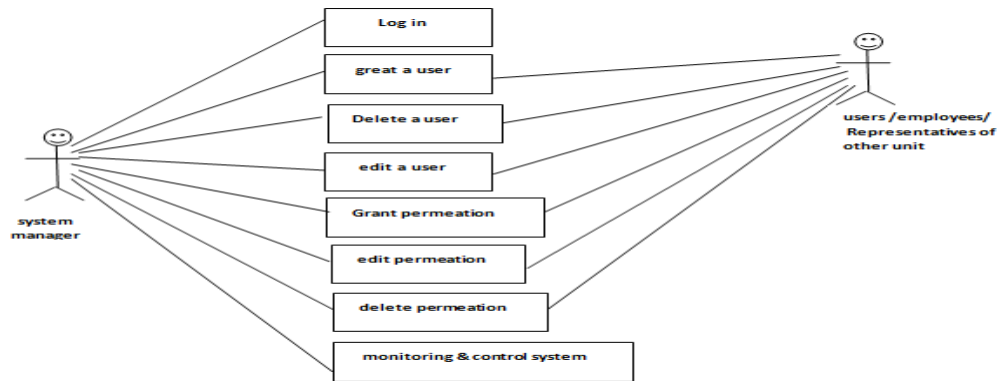 Log in
great a user
Delete a user
edit a user
Grant permeation
edit permeation
delete permeation
monitoring & control system
system
manager
users /employees/
Representatives of
other unit